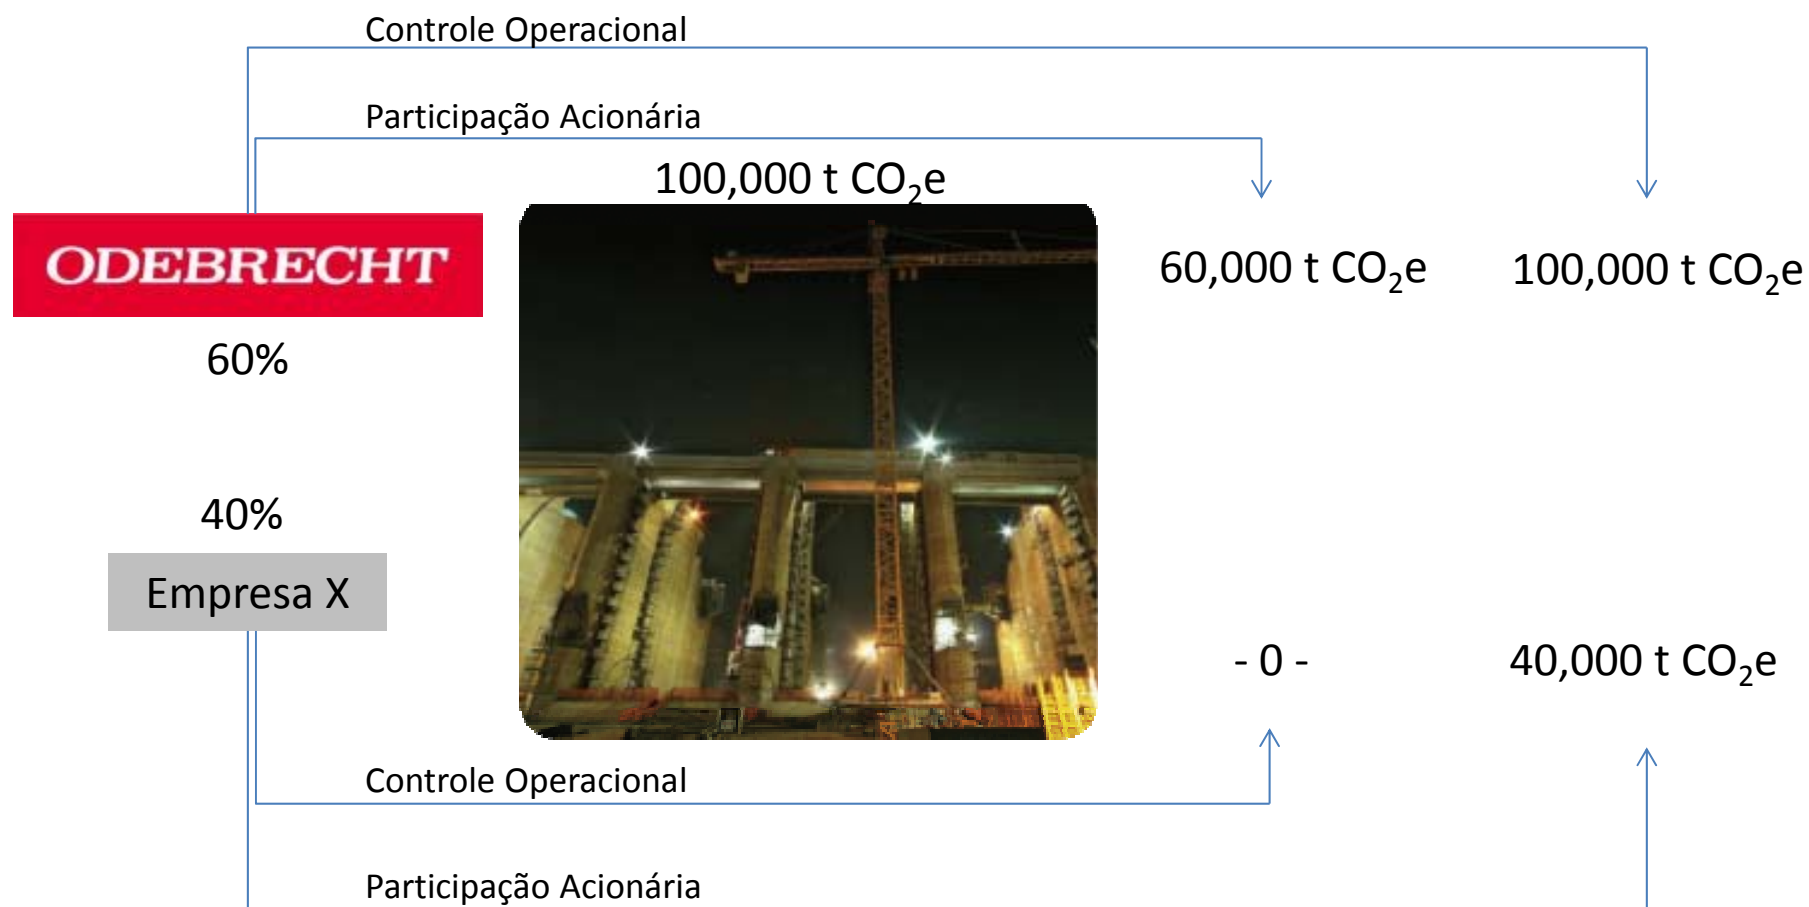 Controle Operacional
Participação Acionária
100,000 t CO₂e
ODEBRECHT
60,000 t CO₂e
100,000 t CO₂e
60%
40%
Empresa X
- 0 -
40,000 t CO₂e
Controle Operacional
Participação Acionária